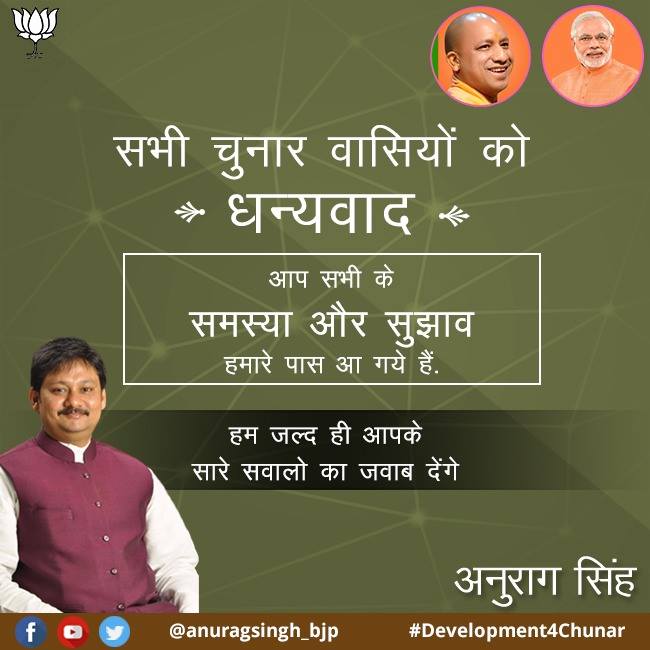 सभी चुनार वासियों को
धन्यवाद
आप सभी के
समस्या और सुझाव
हमारे पास आ गये हैं.
हम जल्द ही आपके
सारे सवालो का जवाब देंगे
अनुराग सिंह
@anuragsingh_bjp #Development4Chunar